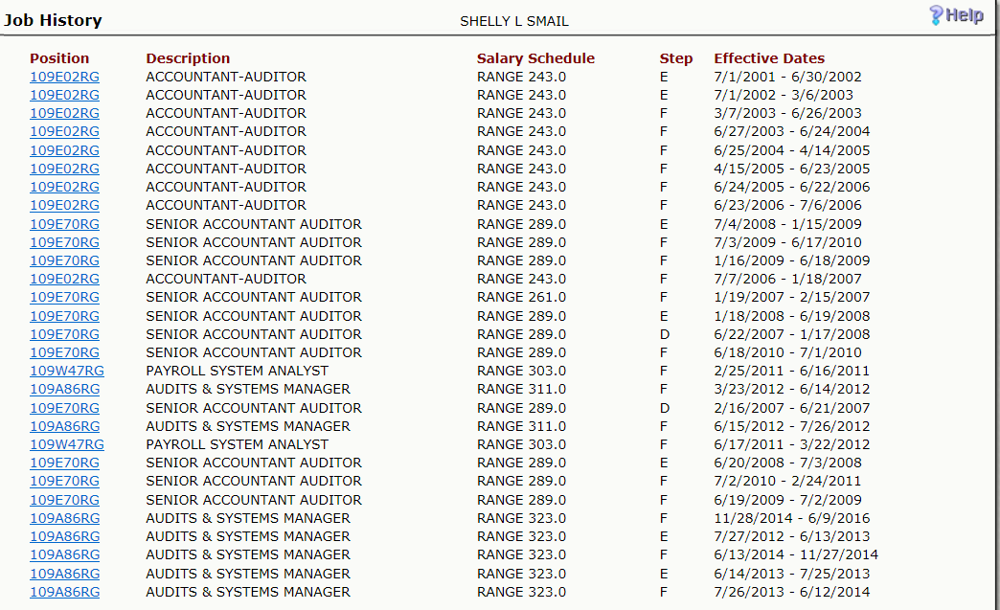 Job History SHELLY L SMAIL ?Help
Position Description Salary Schedule Step Effective Dates
109E02RG ACCOUNTANT-AUDITOR RANGE 243.0 E 7/1/2001 - 6/30/2002
109E02RG ACCOUNTANT-AUDITOR RANGE 243.0 E 7/1/2002 - 3/6/2003
109E02RG ACCOUNTANT-AUDITOR RANGE 243.0 F 3/7/2003 - 6/26/2003
109E02RG ACCOUNTANT-AUDITOR RANGE 243.0 F 6/27/2003 - 6/24/2004
109E02RG ACCOUNTANT-AUDITOR RANGE 243.0 F 6/25/2004 - 4/14/2005
109E02RG ACCOUNTANT-AUDITOR RANGE 243.0 F 4/15/2005 - 6/23/2005
109E02RG ACCOUNTANT-AUDITOR RANGE 243.0 F 6/24/2005 - 6/22/2006
109E02RG ACCOUNTANT-AUDITOR RANGE 243.0 F 6/23/2006 - 7/6/2006
109E70RG SENIOR ACCOUNTANT AUDITOR RANGE 289.0 E 7/4/2008 - 1/15/2009
109E70RG SENIOR ACCOUNTANT AUDITOR RANGE 289.0 F 7/3/2009 - 6/17/2010
109E70RG SENIOR ACCOUNTANT AUDITOR RANGE 289.0 F 1/16/2009 - 6/18/2009
109E02RG ACCOUNTANT-AUDITOR RANGE 243.0 F 7/7/2006 - 1/18/2007
109E70RG SENIOR ACCOUNTANT AUDITOR RANGE 261.0 F 1/19/2007 - 2/15/2007
109E70RG SENIOR ACCOUNTANT AUDITOR RANGE 289.0 E 1/18/2008 - 6/19/2008
109E70RG SENIOR ACCOUNTANT AUDITOR RANGE 289.0 D 6/22/2007 - 1/17/2008
109E70RG SENIOR ACCOUNTANT AUDITOR RANGE 289.0 F 6/18/2010 - 7/1/2010
109W47RG PAYROLL SYSTEM ANALYST RANGE 303.0 F 2/25/2011 - 6/16/2011
109A86RG AUDITS & SYSTEMS MANAGER RANGE 311.0 F 3/23/2012 - 6/14/2012
109E70RG SENIOR ACCOUNTANT AUDITOR RANGE 289.0 D 2/16/2007 - 6/21/2007
109A86RG AUDITS & SYSTEMS MANAGER RANGE 311.0 F 6/15/2012 - 7/26/2012
109W47RG PAYROLL SYSTEM ANALYST RANGE 303.0 F 6/17/2011 - 3/22/2012
109E70RG SENIOR ACCOUNTANT AUDITOR RANGE 289.0 E 6/20/2008 - 7/3/2008
109E70RG SENIOR ACCOUNTANT AUDITOR RANGE 289.0 F 7/2/2010 - 2/24/2011
109E70RG SENIOR ACCOUNTANT AUDITOR RANGE 289.0 F 6/19/2009 - 7/2/2009
109A86RG AUDITS & SYSTEMS MANAGER RANGE 323.0 F 11/28/2014 - 6/9/2016
109A86RG AUDITS & SYSTEMS MANAGER RANGE 323.0 E 7/27/2012 - 6/13/2013
109A86RG AUDITS & SYSTEMS MANAGER RANGE 323.0 F 6/13/2014 - 11/27/2014
109A86RG AUDITS & SYSTEMS MANAGER RANGE 323.0 E 6/14/2013 - 7/25/2013
109A86RG AUDITS & SYSTEMS MANAGER RANGE 323.0 F 7/26/2013 - 6/12/2014